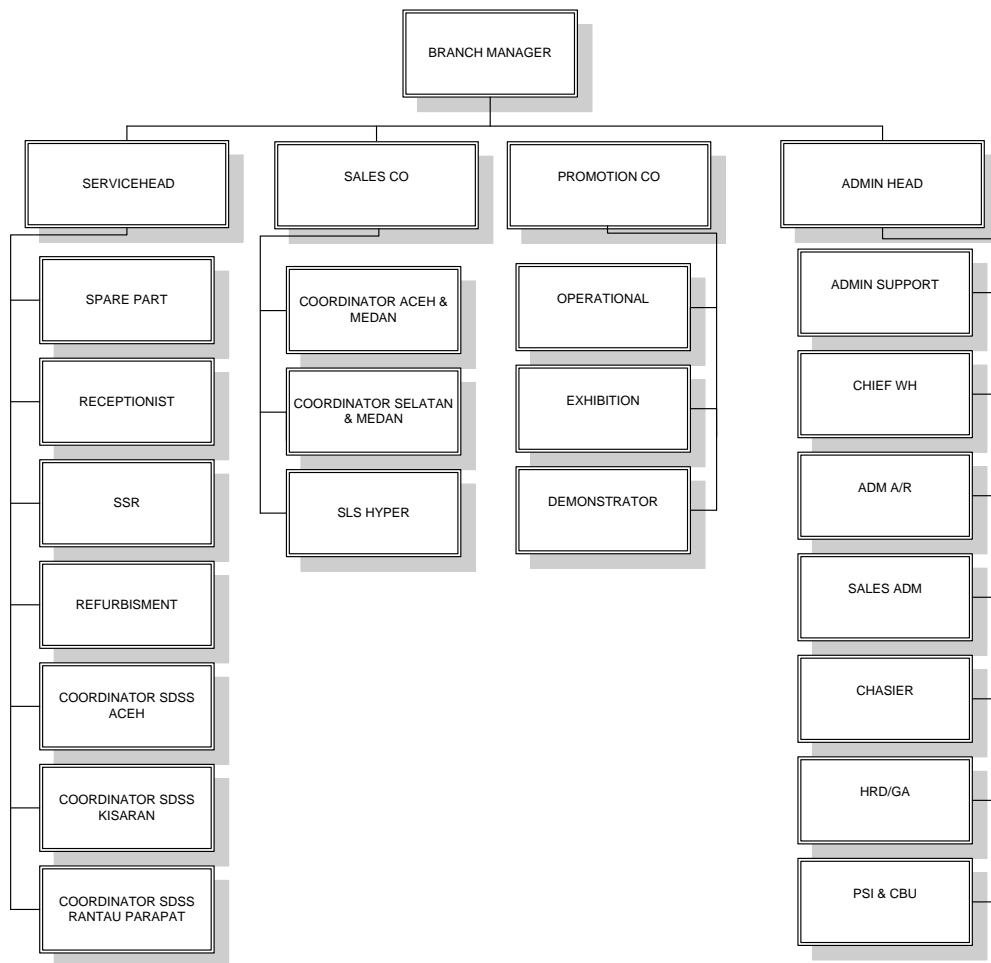 BRANCH MANAGER
SERVICEHEAD
SALES CO
PROMOTION CO
ADMIN HEAD
SPARE PART
RECEPTIONIST
SSR
REFURBISMENT
COORDINATOR SDSS
ACEH
COORDINATOR SDSS
KISARAN
COORDINATOR SDSS
RANTAU PARAPAT
COORDINATOR ACEH &
MEDAN
COORDINATOR SELATAN
& MEDAN
SLS HYPER
OPERATIONAL
EXHIBITION
DEMONSTRATOR
ADMIN SUPPORT
CHIEF WH
ADM A/R
SALES ADM
CHASIER
HRD/GA
PSI & CBU